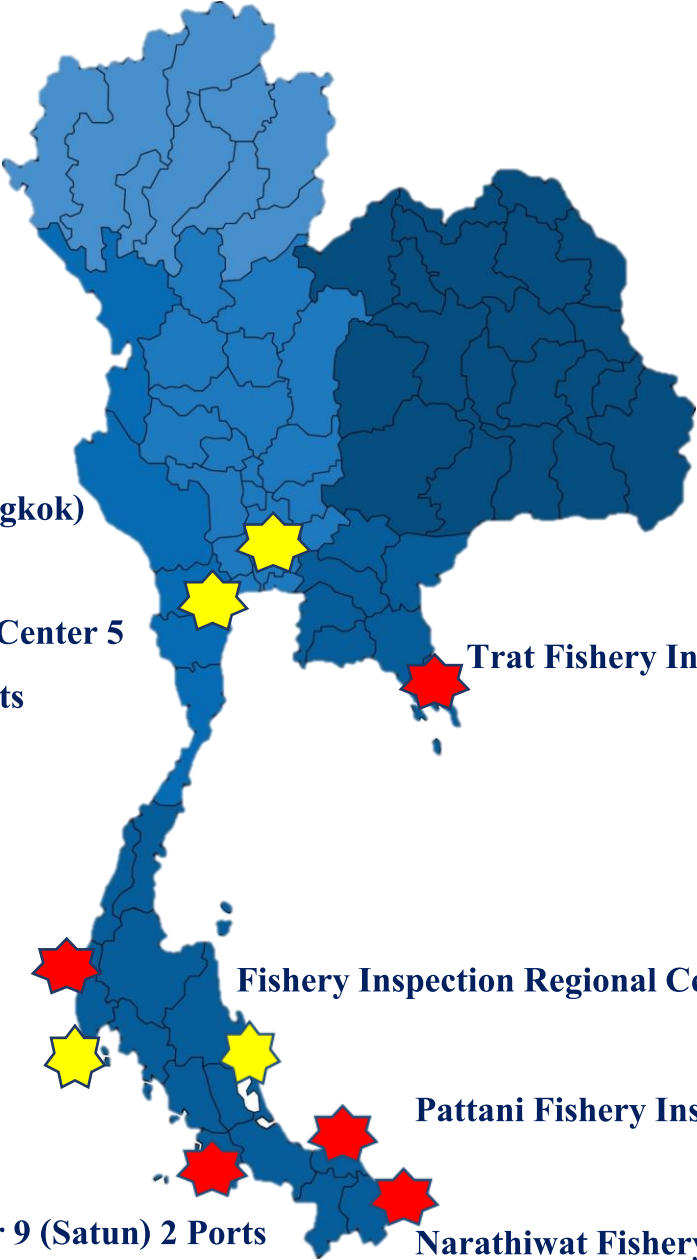 gkok)
Center 5
Trat Fishery In
ts
Fishery Inspection Regional Ce
Pattani Fishery Ins
9 (Satun) 2 Ports
Narathiwat Fishery